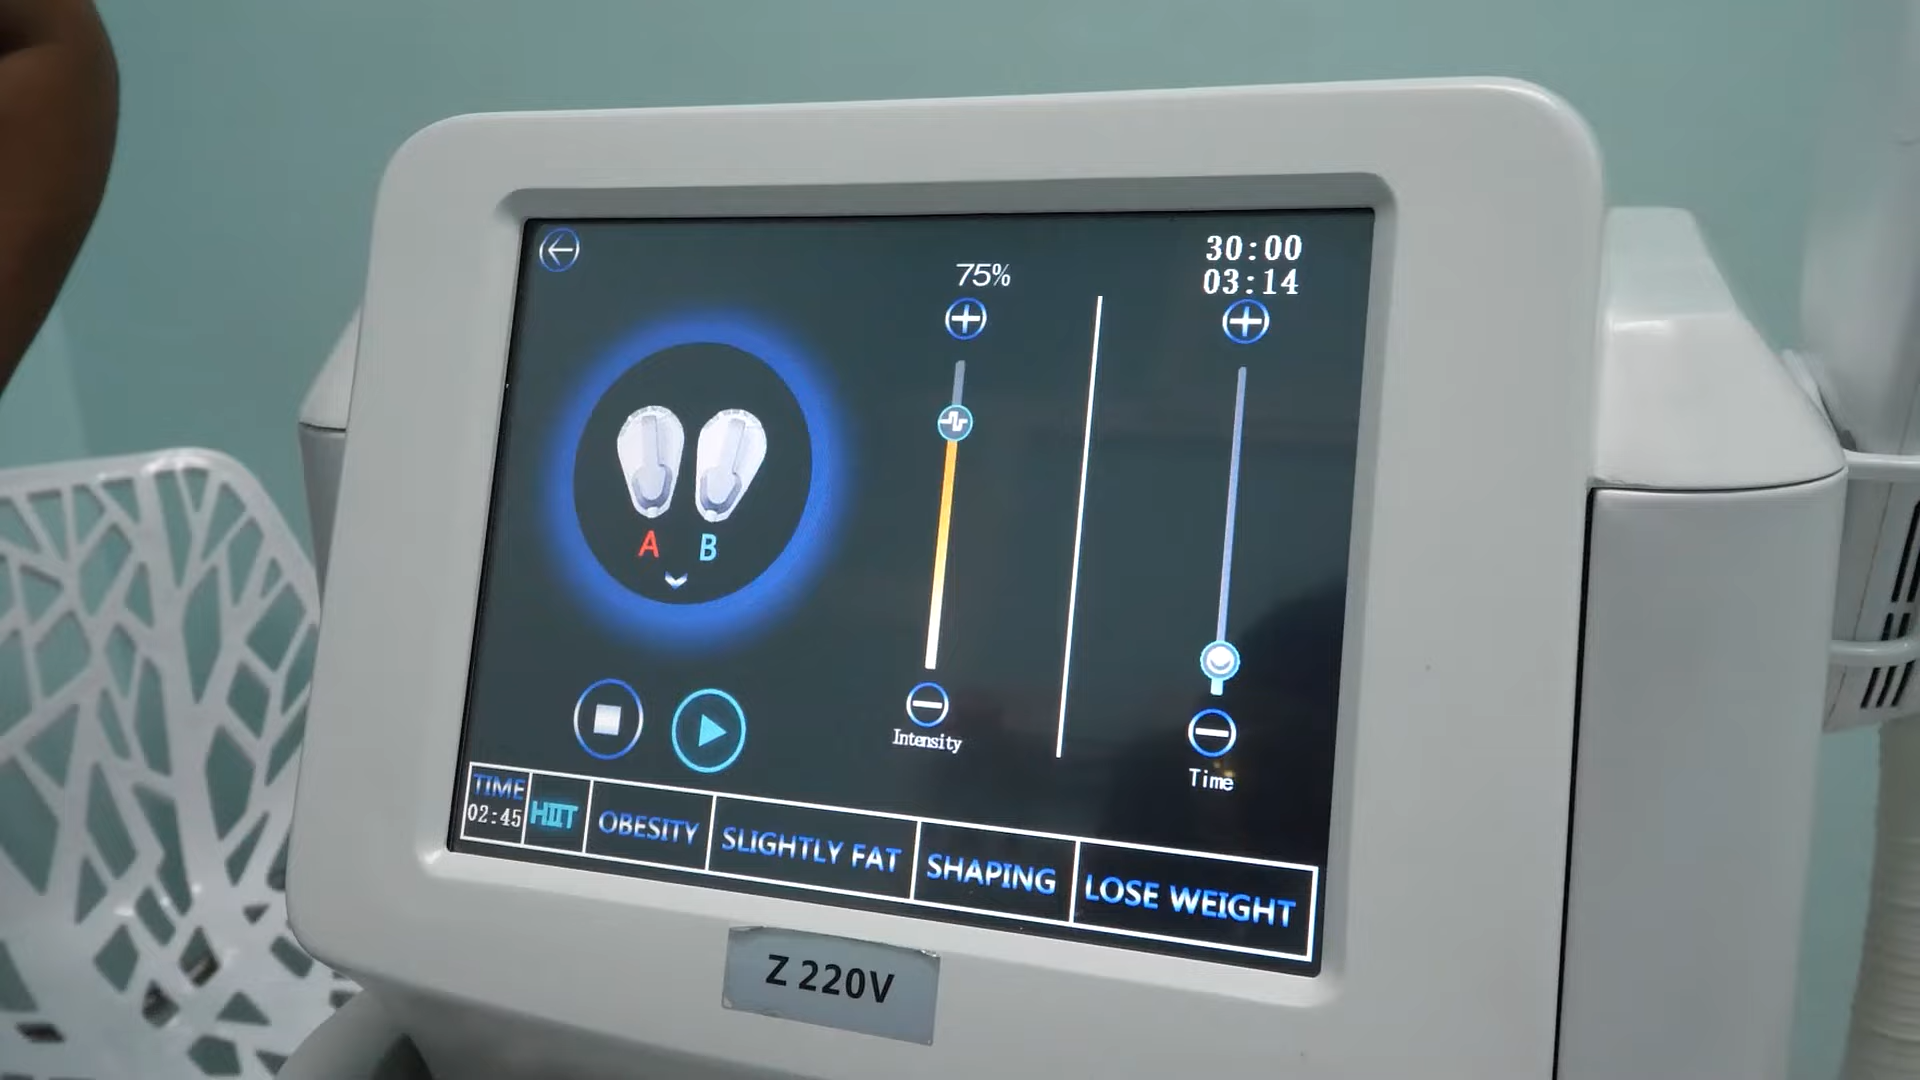 30:00
75%
03:14
A B
Intensity
Time
TIME
02:45
HIIT
OBESITY
SLIGHTLY FAT
SHAPING
LOSE WEIGHT
Z 220V